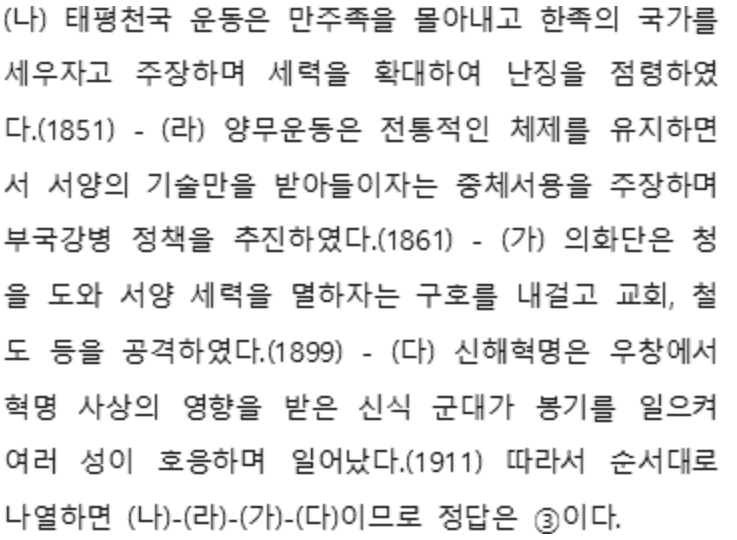 (나) 태평천국 운동은 만주족을 몰아내고 한족의 국가를
세우자고 주장하며 세력을 확대하여 난징을 점령하였
다.(1851) - (라) 양무운동은 전통적인 체제를 유지하면
서 서양의 기술만을 받아들이자는 중체서용을 주장하며
부국강병 정책을 추진하였다.(1861) - (가) 의화단은 청
을 도와 서양 세력을 멸하자는 구호를 내걸고 교회, 철
도 등을 공격하였다.(1899) - (다) 신해혁명은 우창에서
혁명 사상의 영향을 받은 신식 군대가 봉기를 일으켜
여러 성이 호응하며 일어났다.(1911) 따라서 순서대로
나열하면 (나)-(라)-(가)-(다)이므로 정답은 ③이다.